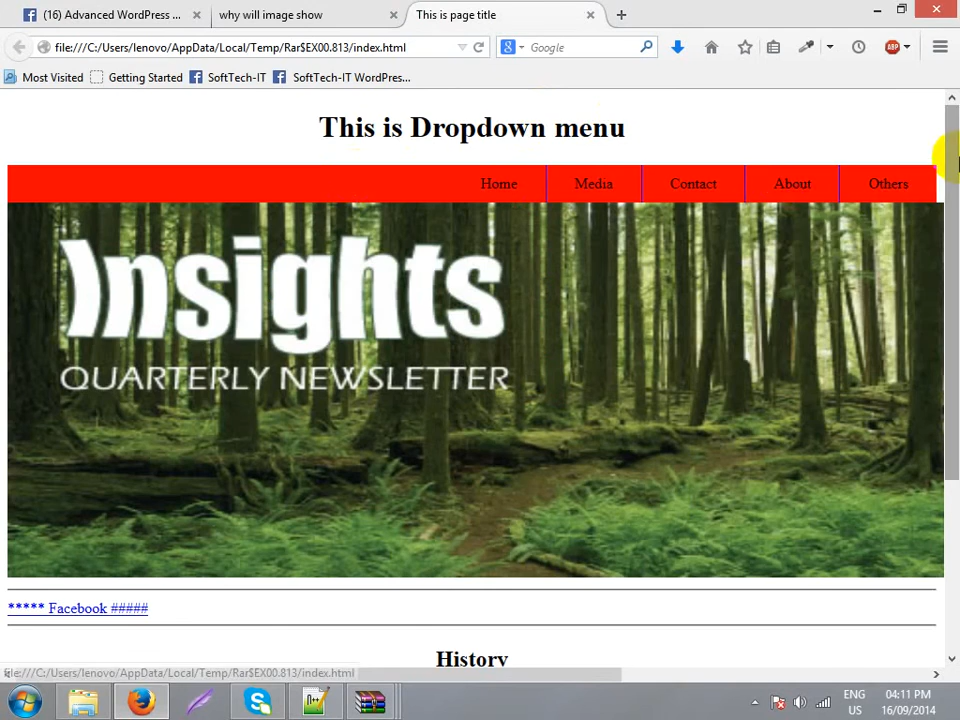 (16) Advanced WordPress ...
why will image show
This is page title
file:///C:/Users/lenovo/AppData/Local/Temp/Rar$EX00.813/index.html
Google
ABP
Most Visited
Getting Started
SoftTech-IT
SoftTech-IT WordPres...
This is Dropdown menu
Home
Media
Contact
About
Others
Insights
QUARTERLY NEWSLETTER
***** Facebook #####
History
file:///C:/Users/lenovo/AppData/Local/Temp/Rar$EX00.813/index.html
ENG
US
04:11 PM
16/09/2014